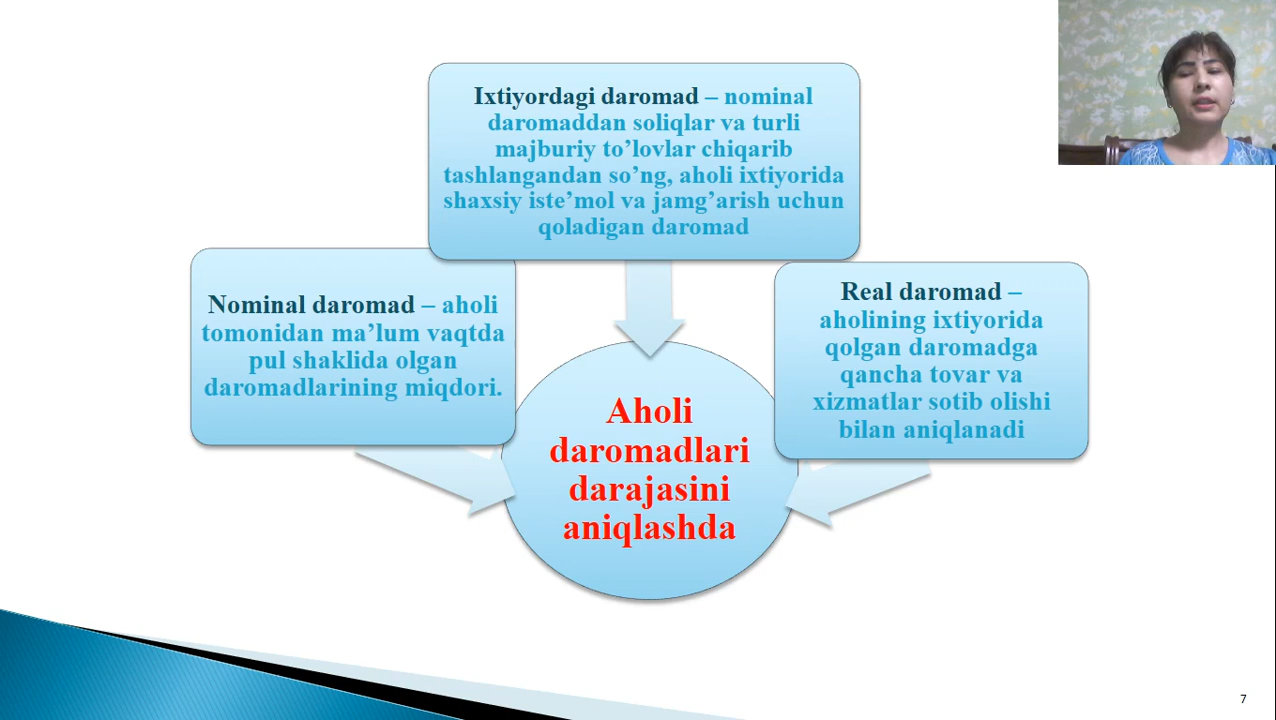 Ixtiyordagi daromad – nominal
daromaddan soliqlar va turli
majburiy to’lovlar chiqarib
tashlangandan so’ng, aholi ixtiyorida
shaxsiy iste’mol va jamg’arish uchun
qoladigan daromad
Nominal daromad – aholi
tomonidan ma’lum vaqtda
pul shaklida olgan
daromadlarining miqdori.
Real daromad –
aholining ixtiyorida
qolgan daromadga
qancha tovar va
xizmatlar sotib olishi
bilan aniqlanadi
Aholi
daromadlari
darajasini
aniqlashda
7